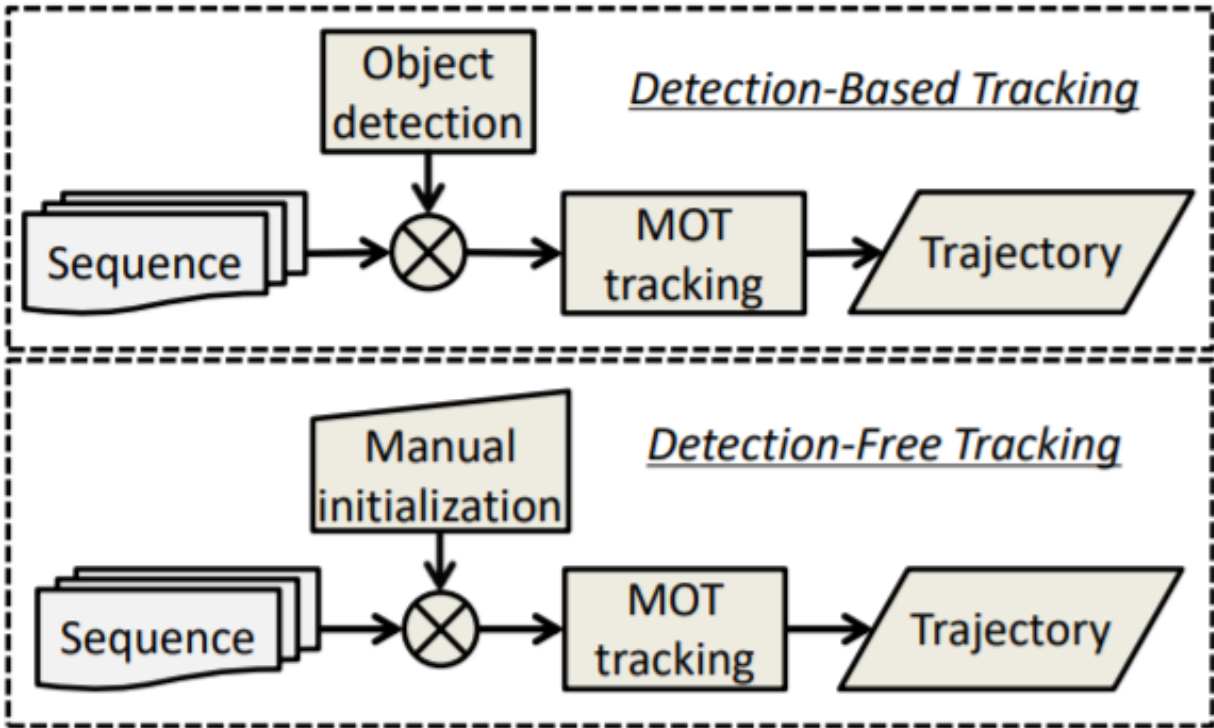 Object
detection
Detection-Based Tracking
Sequence
MOT
tracking
Trajectory
Manual
initialization
Detection-Free Tracking
Sequence
MOT
tracking
Trajectory